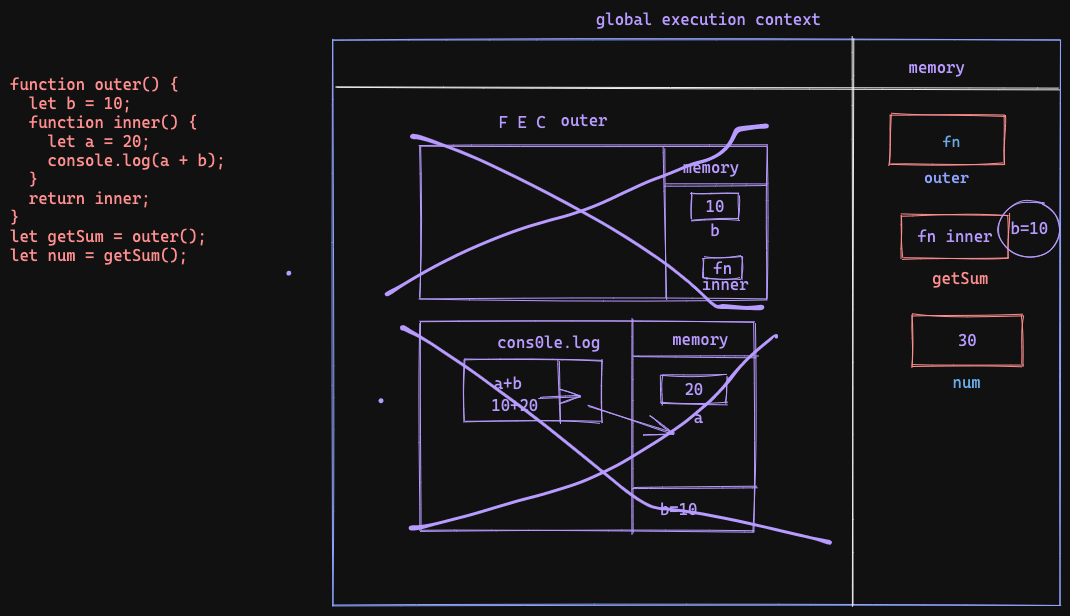 global execution context
function outer() {
  let b = 10;
  function inner() {
    let a = 20;
    console.log(a + b);
  }
  return inner;
}
let getSum = outer();
let num = getSum();
memory
F E C outer
memory
10
b
fn
inner
cons0le.log
a+b
10+20
memory
20
a
b=10
fn
outer
fn inner
b=10
getSum
30
num